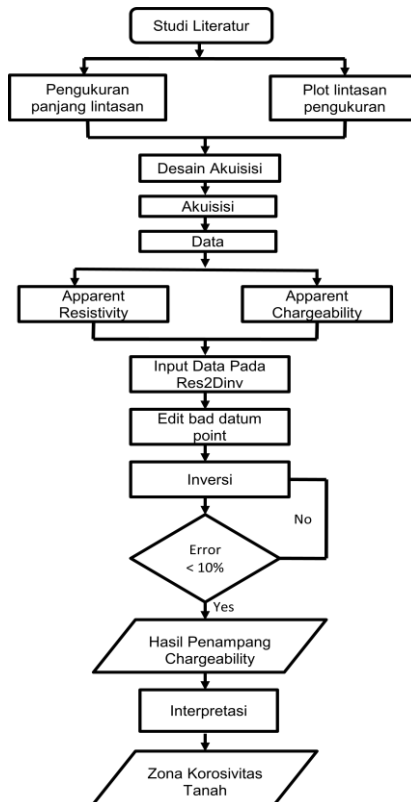 Studi Literatur
Pengukuran
panjang lintasan
Plot lintasan
pengukuran
Desain Akuisisi
Akuisisi
Data
Apparent
Resistivity
Apparent
Chargeability
Input Data Pada
Res2Dinv
Edit bad datum
point
Inversi
No
Error
< 10%
Yes
Hasil Penampang
Chargeability
Interpretasi
Zona Korosivitas
Tanah